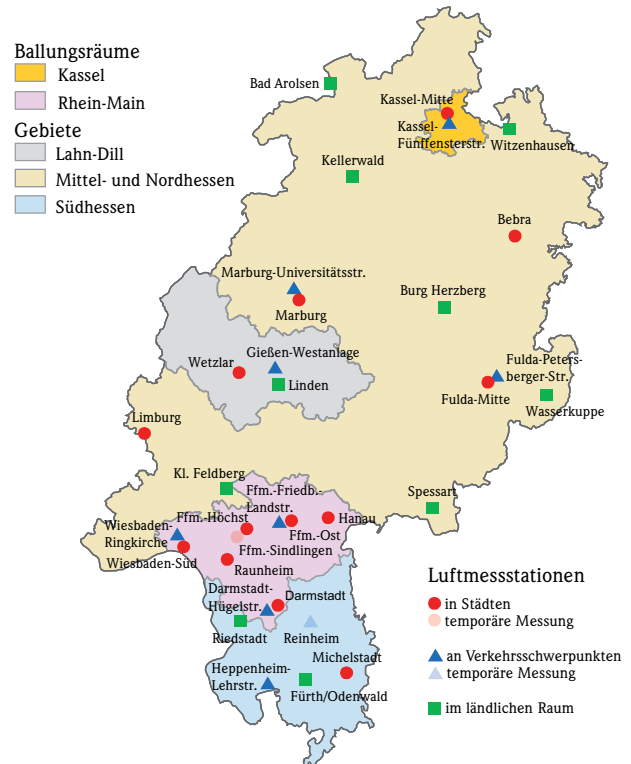 Ballungsräume
Kassel
Rhein-Main
Gebiete
Lahn-Dill
Mittel- und Nordhessen
Südhessen
Bad Arolsen
Kassel-Mitte
Kassel-
Fünffensterstr.
Witzenhausen
Kellerwald
Bebra
Marburg-Universitätsstr.
Marburg
Burg Herzberg
Wetzlar
Gießen-Westanlage
Linden
Fulda-Peters-
berger-Str.
Fulda-Mitte
Wasserkuppe
Limburg
Kl. Feldberg
Spessart
Ffm.-Friedb.-
Landstr.
Ffm.-Höchst
Hanau
Ffm.-Ost
Wiesbaden-
Ringkirche
Wiesbaden-Süd
Ffm.-Sindlingen
Raunheim
Darmstadt-
Hügelstr.
Darmstadt
Riedstadt
Reinheim
Michelstadt
Heppenheim-
Lehrstr.
Fürth/Odenwald
Luftmessstationen
in Städten
temporäre Messung
an Verkehrsschwerpunkten
temporäre Messung
im ländlichen Raum